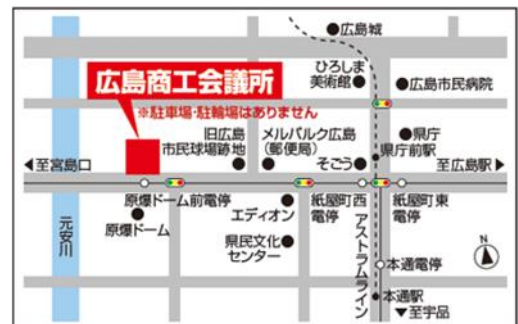 広島城
ひろしま
美術館
広島市民病院
広島商工会議所
※駐車場・駐輪場はありません
旧広島
市民球場跡地
メルパルク広島
(郵便局)
そごう
県庁
県庁前駅
◀至宮島口
至広島駅▶
原爆ドーム前電停
原爆ドーム
エディオン
紙屋町西
電停
紙屋町東
電停
県民文化
センター
アストラムライン
元安川
N
本通電停
本通駅
▼至宇品